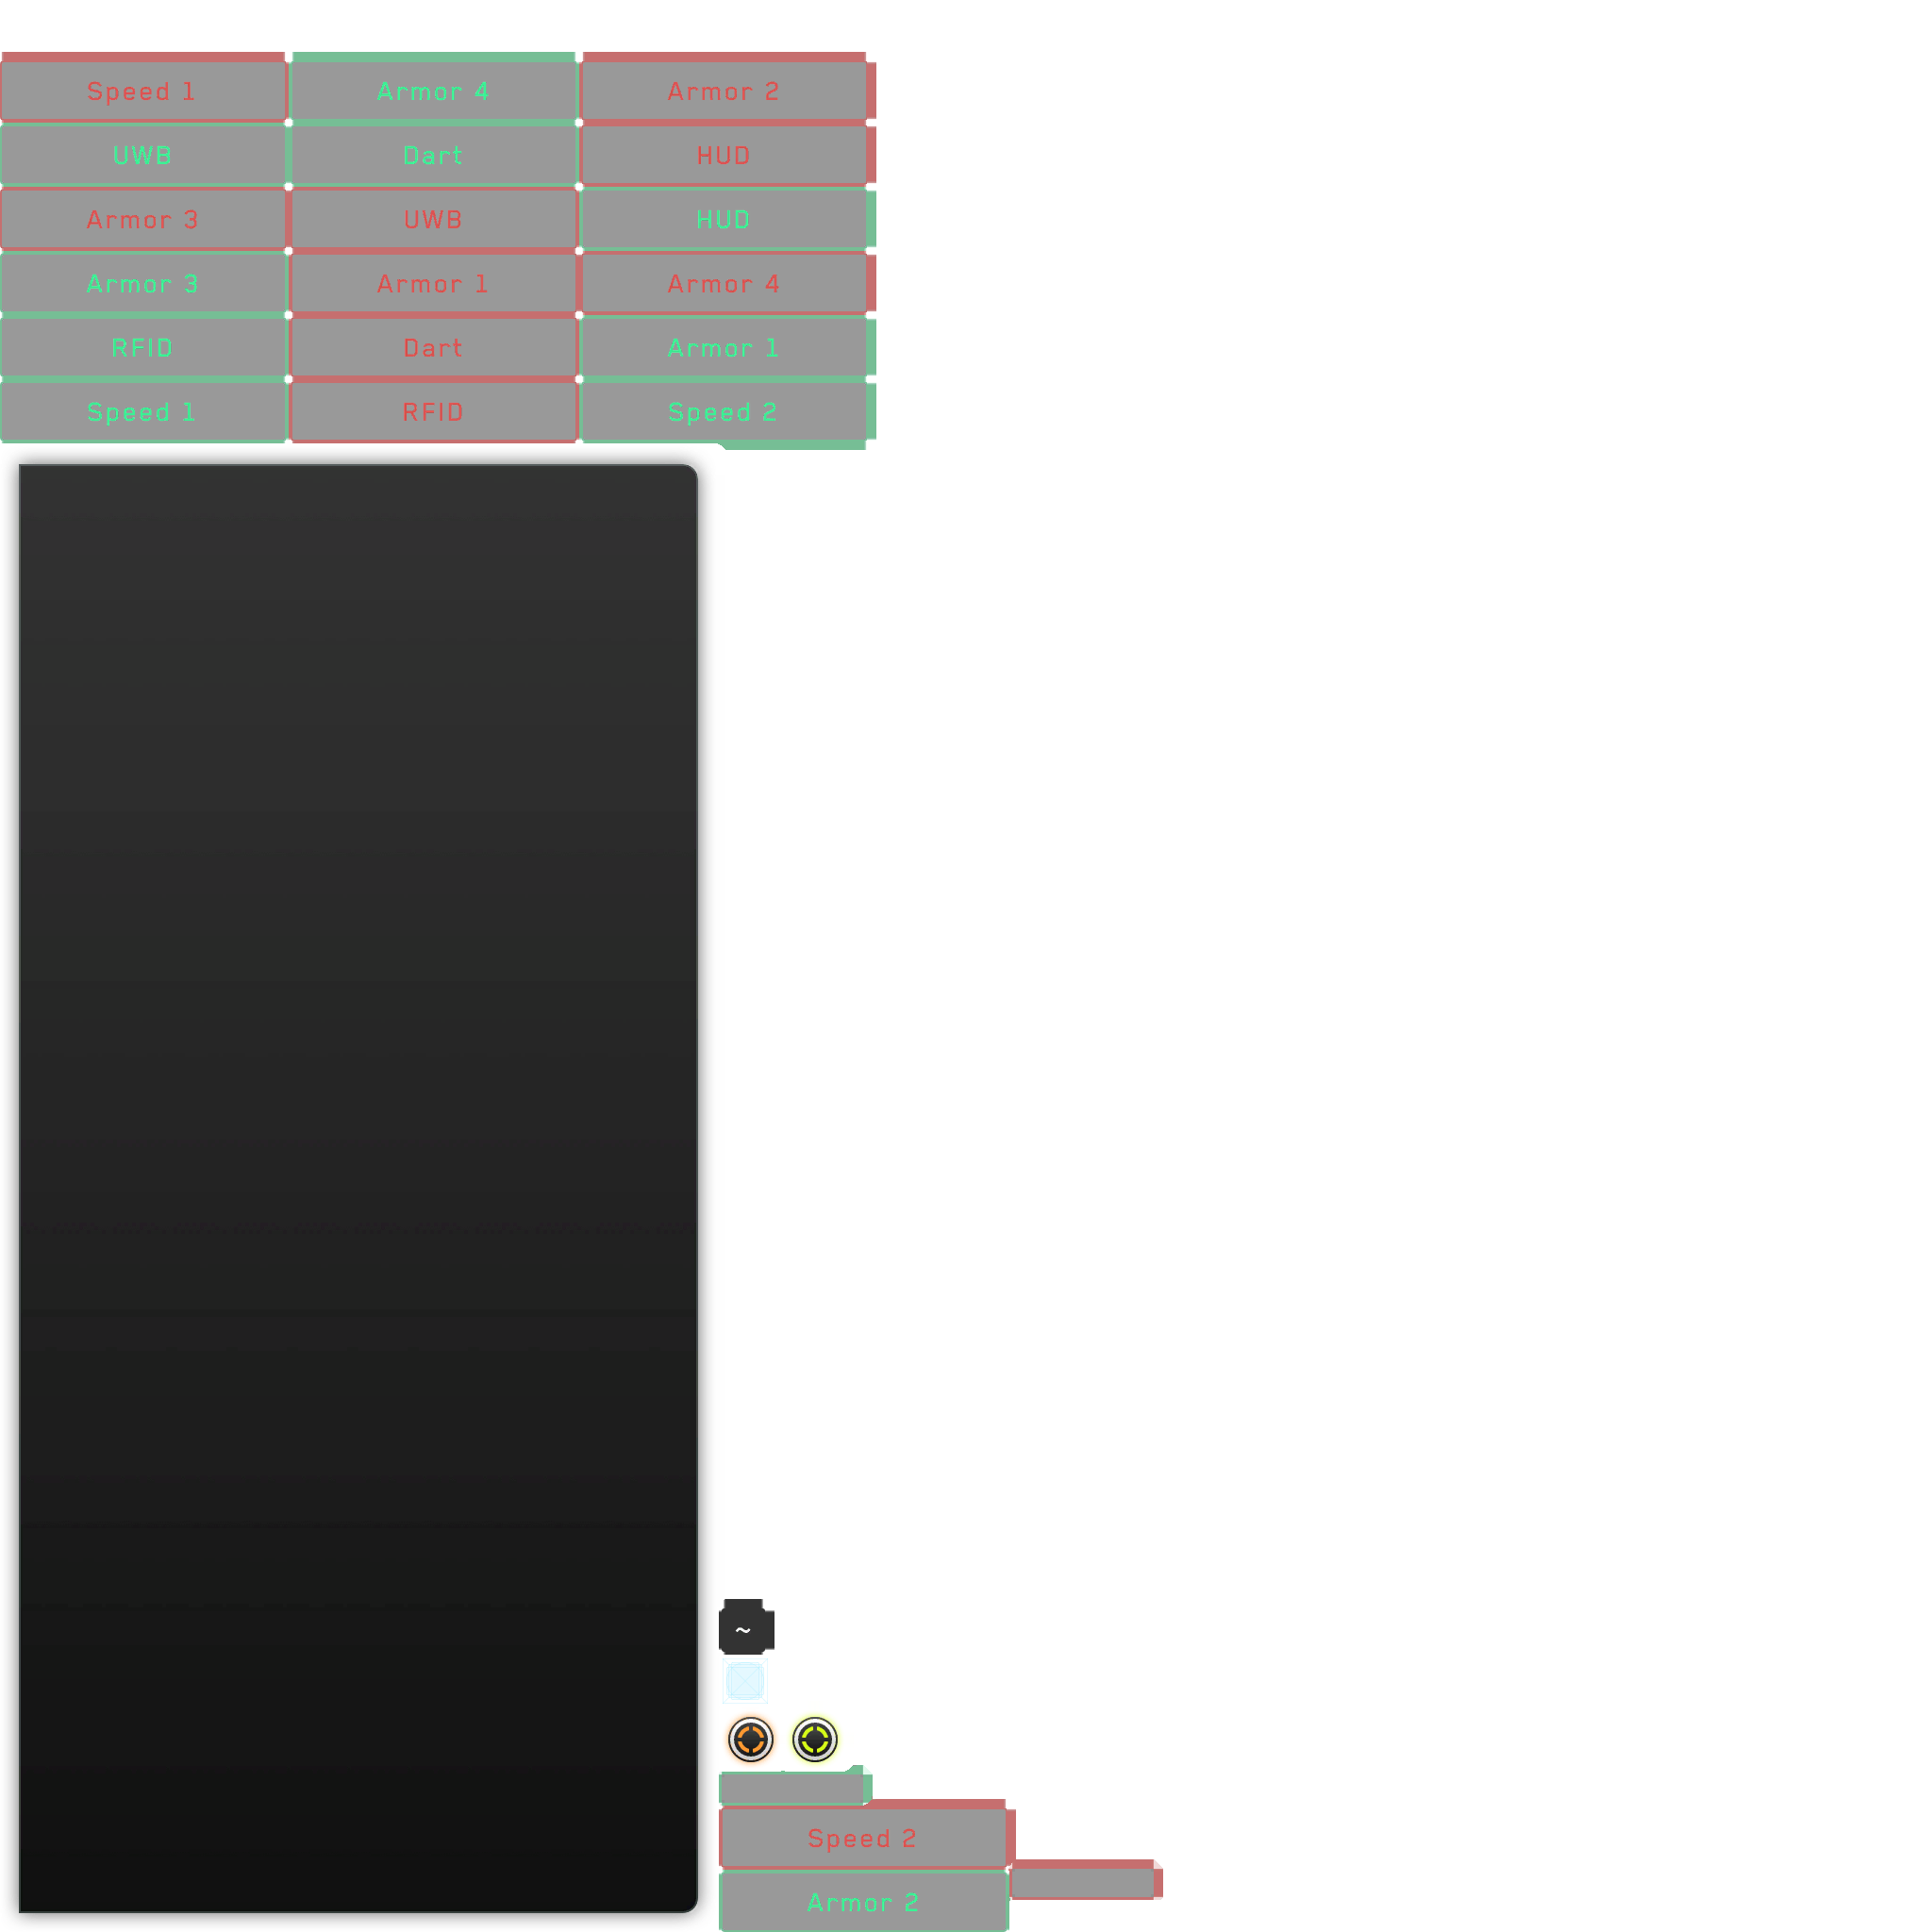 Speed 1 Armor 4 Armor 2
UWB Dart HUD
Armor 3 UWB HUD
Armor 3 Armor 1 Armor 4
RFID Dart Armor 1
Speed 1 RFID Speed 2
~
Speed 2
Armor 2